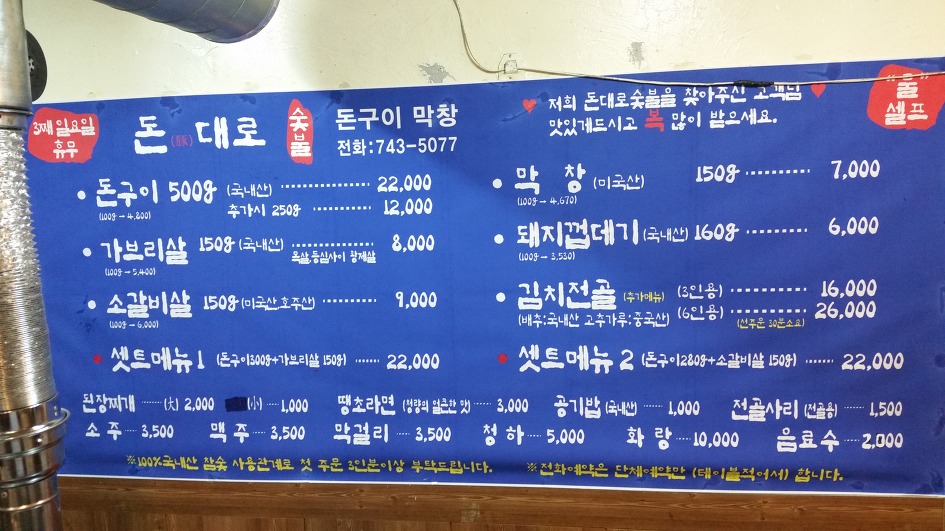 3째 일요일
휴무
돈(豚)대로
숯불
돈구이 막창
전화:743-5077
저희 돈대로숯불을 찾아주신 고객님
맛있게드시고 복 많이 받으세요.
"물"
셀프
돈구이 500g (국내산) 22,000
(100g → 4,800) 추가시 250g 12,000
가브리살 150g (국내산) 8,000
(100g → 5,400) 목살,등심사이 황제살
소갈비살 150g (미국산,호주산) 9,000
(100g → 6,000)
셋트메뉴1 (돈구이300g+가브리살 150g) 22,000
막창 (미국산) 150g 7,000
(100g → 4,670)
돼지껍데기 (국내산) 160g 6,000
(100g → 3,530)
김치전골 (추가메뉴) (3인용) 16,000
(배추:국내산 고추가루:중국산) (6인용) 26,000
(선주문 30분소요)
셋트메뉴2 (돈구이280g+소갈비살 150g) 22,000
된장찌개 (大) 2,000 (小) 1,000 땡초라면 (청량의 얼큰한 맛) 3,000 공기밥 (국내산) 1,000 전골사리 (전골용) 1,500
소주 3,500 맥주 3,500 막걸리 3,500 청하 5,000 화랑 10,000 음료수 2,000
※100%국내산 참숯 사용관계로 첫 주문 3인분이상 부탁드립니다. ※전화예약은 단체예약만 (테이블적어서) 합니다.